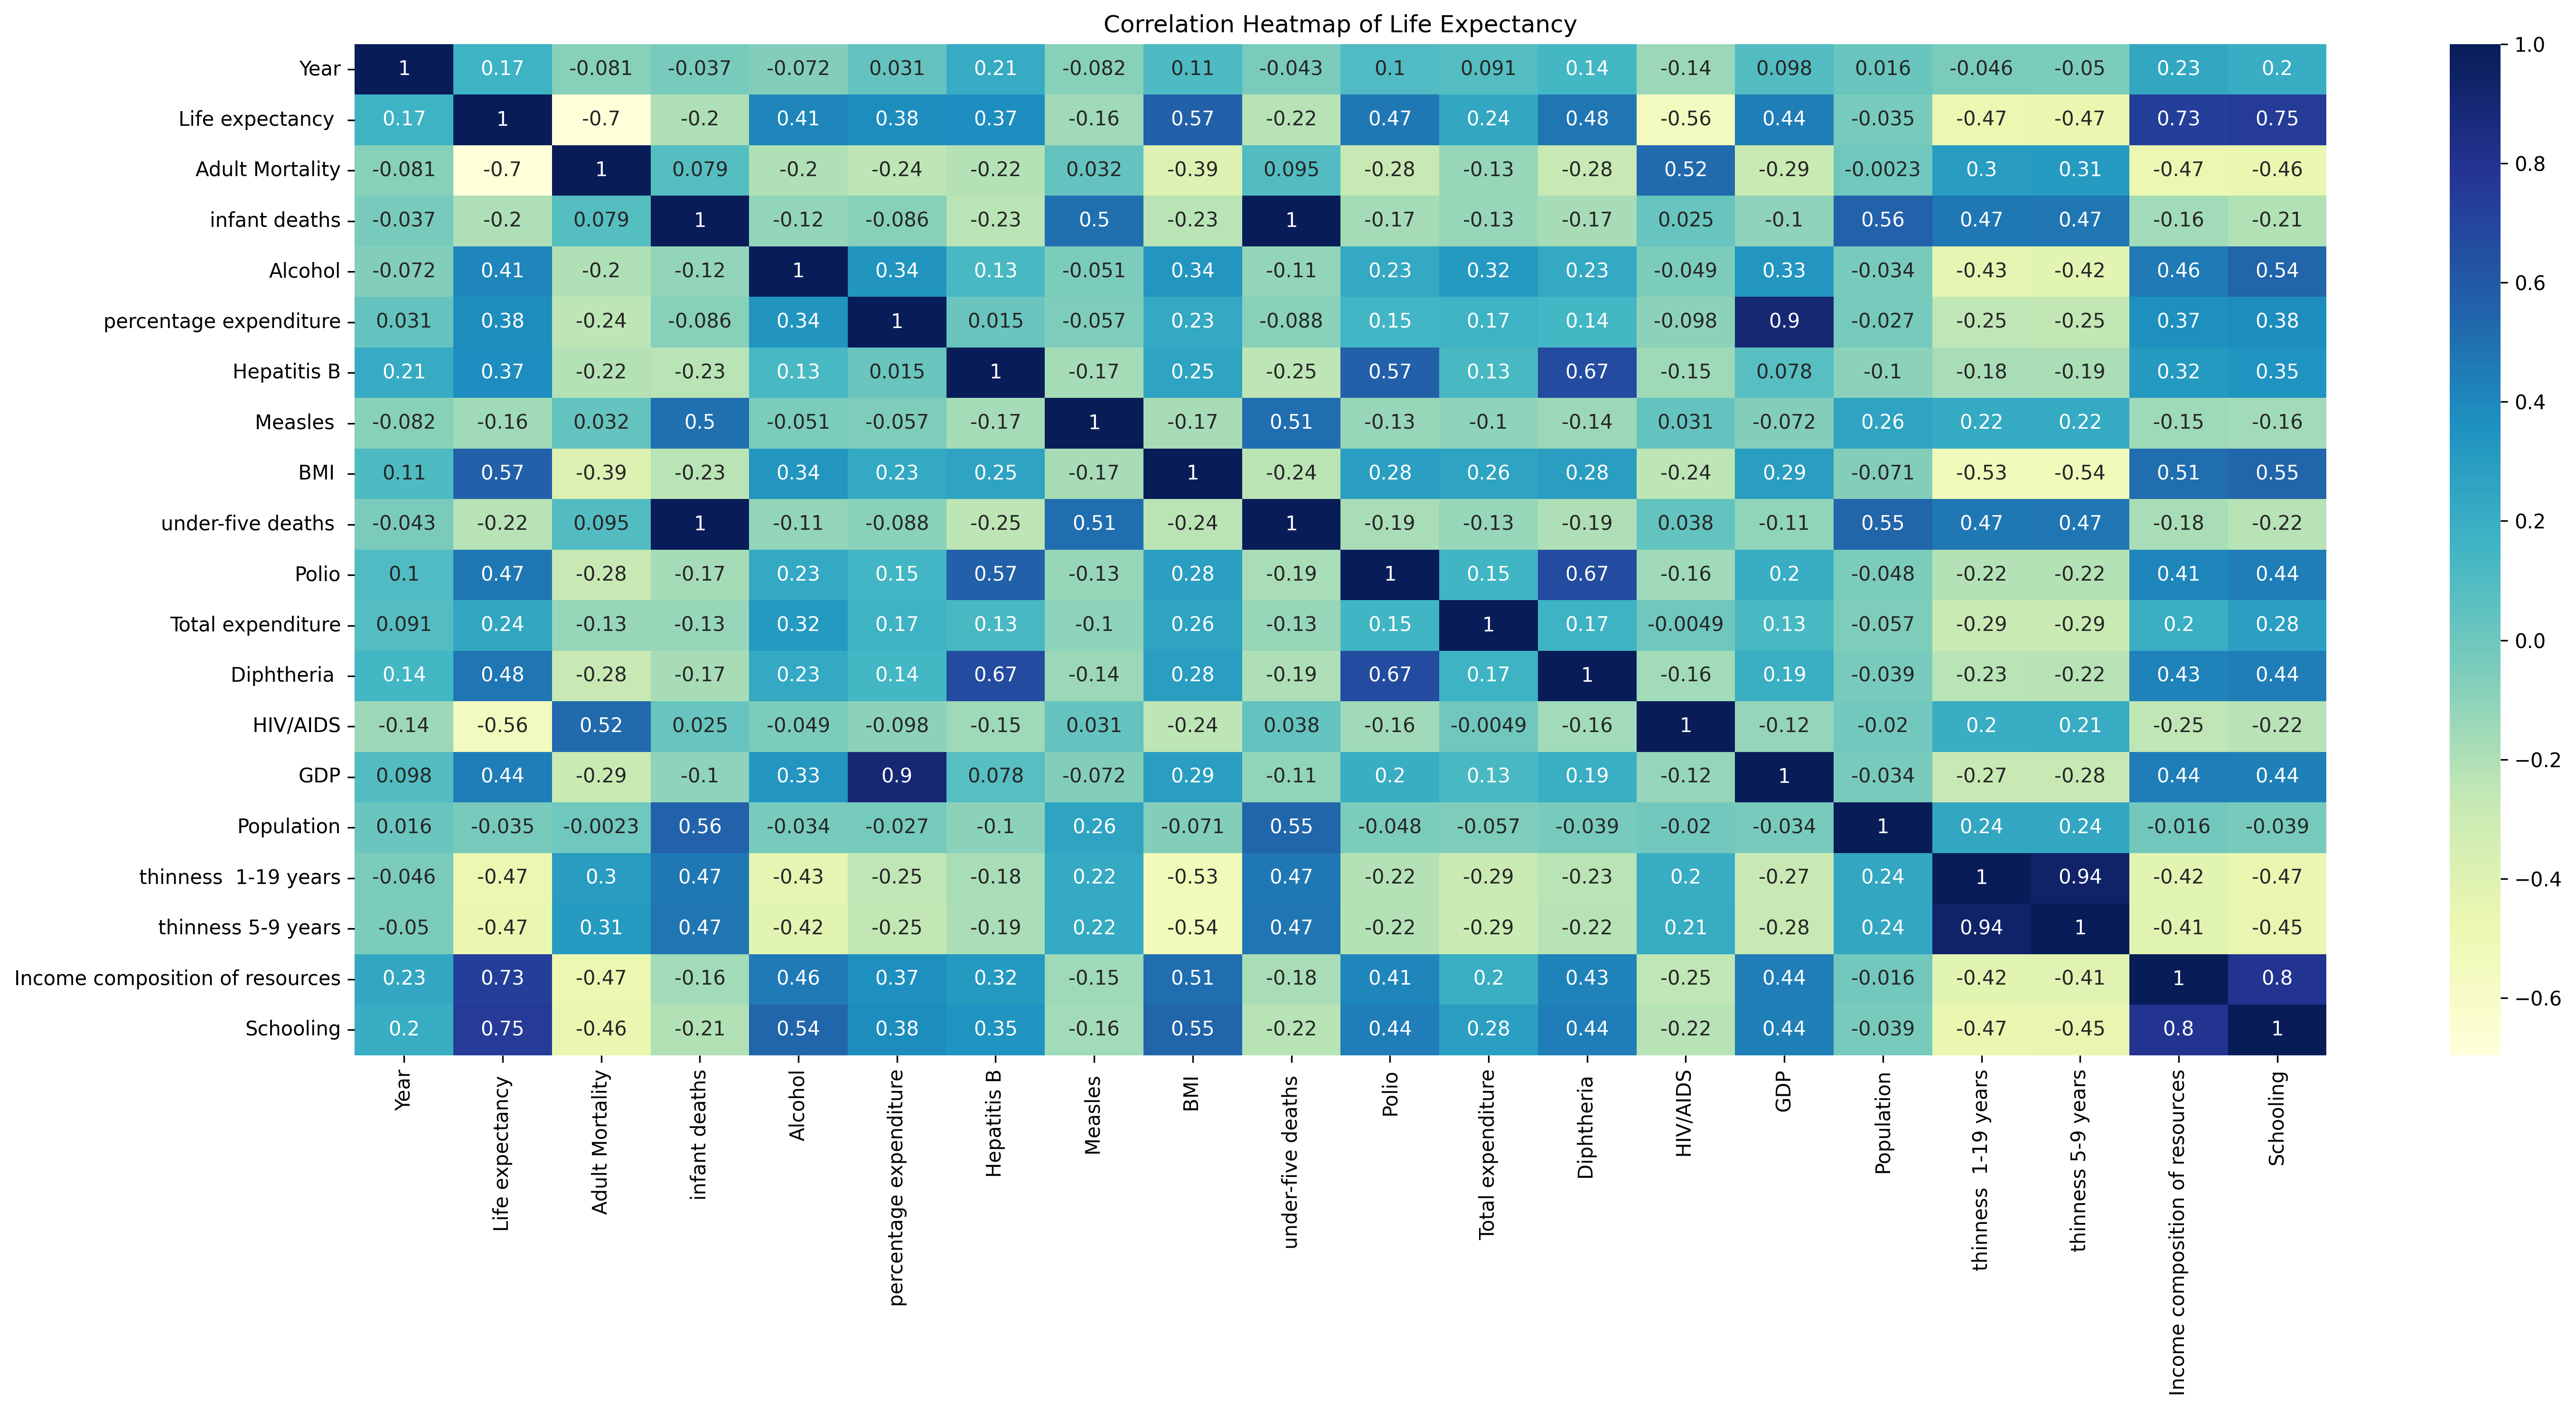 Correlation Heatmap of Life Expectancy
Year 1 0.17 -0.081 -0.037 -0.072 0.031 0.21 -0.082 0.11 -0.043 0.1 0.091 0.14 -0.14 0.098 0.016 -0.046 -0.05 0.23 0.2
Life expectancy 0.17 1 -0.7 -0.2 0.41 0.38 0.37 -0.16 0.57 -0.22 0.47 0.24 0.48 -0.56 0.44 -0.035 -0.47 -0.47 0.73 0.75
Adult Mortality -0.081 -0.7 1 0.079 -0.2 -0.24 -0.22 0.032 -0.39 0.095 -0.28 -0.13 -0.28 0.52 -0.29 -0.0023 0.3 0.31 -0.47 -0.46
infant deaths -0.037 -0.2 0.079 1 -0.12 -0.086 -0.23 0.5 -0.23 1 -0.17 -0.13 -0.17 0.025 -0.1 0.56 0.47 0.47 -0.16 -0.21
Alcohol -0.072 0.41 -0.2 -0.12 1 0.34 0.13 -0.051 0.34 -0.11 0.23 0.32 0.23 -0.049 0.33 -0.034 -0.43 -0.42 0.46 0.54
percentage expenditure 0.031 0.38 -0.24 -0.086 0.34 1 0.015 -0.057 0.23 -0.088 0.15 0.17 0.14 -0.098 0.9 -0.027 -0.25 -0.25 0.37 0.38
Hepatitis B 0.21 0.37 -0.22 -0.23 0.13 0.015 1 -0.17 0.25 -0.25 0.57 0.13 0.67 -0.15 0.078 -0.1 -0.18 -0.19 0.32 0.35
Measles -0.082 -0.16 0.032 0.5 -0.051 -0.057 -0.17 1 -0.17 0.51 -0.13 -0.1 -0.14 0.031 -0.072 0.26 0.22 0.22 -0.15 -0.16
BMI 0.11 0.57 -0.39 -0.23 0.34 0.23 0.25 -0.17 1 -0.24 0.28 0.26 0.28 -0.24 0.29 -0.071 -0.53 -0.54 0.51 0.55
under-five deaths -0.043 -0.22 0.095 1 -0.11 -0.088 -0.25 0.51 -0.24 1 -0.19 -0.13 -0.19 0.038 -0.11 0.55 0.47 0.47 -0.18 -0.22
Polio 0.1 0.47 -0.28 -0.17 0.23 0.15 0.57 -0.13 0.28 -0.19 1 0.15 0.67 -0.16 0.2 -0.048 -0.22 -0.22 0.41 0.44
Total expenditure 0.091 0.24 -0.13 -0.13 0.32 0.17 0.13 -0.1 0.26 -0.13 0.15 1 0.17 -0.0049 0.13 -0.057 -0.29 -0.29 0.2 0.28
Diphtheria 0.14 0.48 -0.28 -0.17 0.23 0.14 0.67 -0.14 0.28 -0.19 0.67 0.17 1 -0.16 0.19 -0.039 -0.23 -0.22 0.43 0.44
HIV/AIDS -0.14 -0.56 0.52 0.025 -0.049 -0.098 -0.15 0.031 -0.24 0.038 -0.16 -0.0049 -0.16 1 -0.12 -0.02 0.2 0.21 -0.25 -0.22
GDP 0.098 0.44 -0.29 -0.1 0.33 0.9 0.078 -0.072 0.29 -0.11 0.2 0.13 0.19 -0.12 1 -0.034 -0.27 -0.28 0.44 0.44
Population 0.016 -0.035 -0.0023 0.56 -0.034 -0.027 -0.1 0.26 -0.071 0.55 -0.048 -0.057 -0.039 -0.02 -0.034 1 0.24 0.24 -0.016 -0.039
thinness  1-19 years -0.046 -0.47 0.3 0.47 -0.43 -0.25 -0.18 0.22 -0.53 0.47 -0.22 -0.29 -0.23 0.2 -0.27 0.24 1 0.94 -0.42 -0.47
thinness 5-9 years -0.05 -0.47 0.31 0.47 -0.42 -0.25 -0.19 0.22 -0.54 0.47 -0.22 -0.29 -0.22 0.21 -0.28 0.24 0.94 1 -0.41 -0.45
Income composition of resources 0.23 0.73 -0.47 -0.16 0.46 0.37 0.32 -0.15 0.51 -0.18 0.41 0.2 0.43 -0.25 0.44 -0.016 -0.42 -0.41 1 0.8
Schooling 0.2 0.75 -0.46 -0.21 0.54 0.38 0.35 -0.16 0.55 -0.22 0.44 0.28 0.44 -0.22 0.44 -0.039 -0.47 -0.45 0.8 1
Year
Life expectancy
Adult Mortality
infant deaths
Alcohol
percentage expenditure
Hepatitis B
Measles
BMI
under-five deaths
Polio
Total expenditure
Diphtheria
HIV/AIDS
GDP
Population
thinness  1-19 years
thinness 5-9 years
Income composition of resources
Schooling
1.0
0.8
0.6
0.4
0.2
0.0
−0.2
−0.4
−0.6